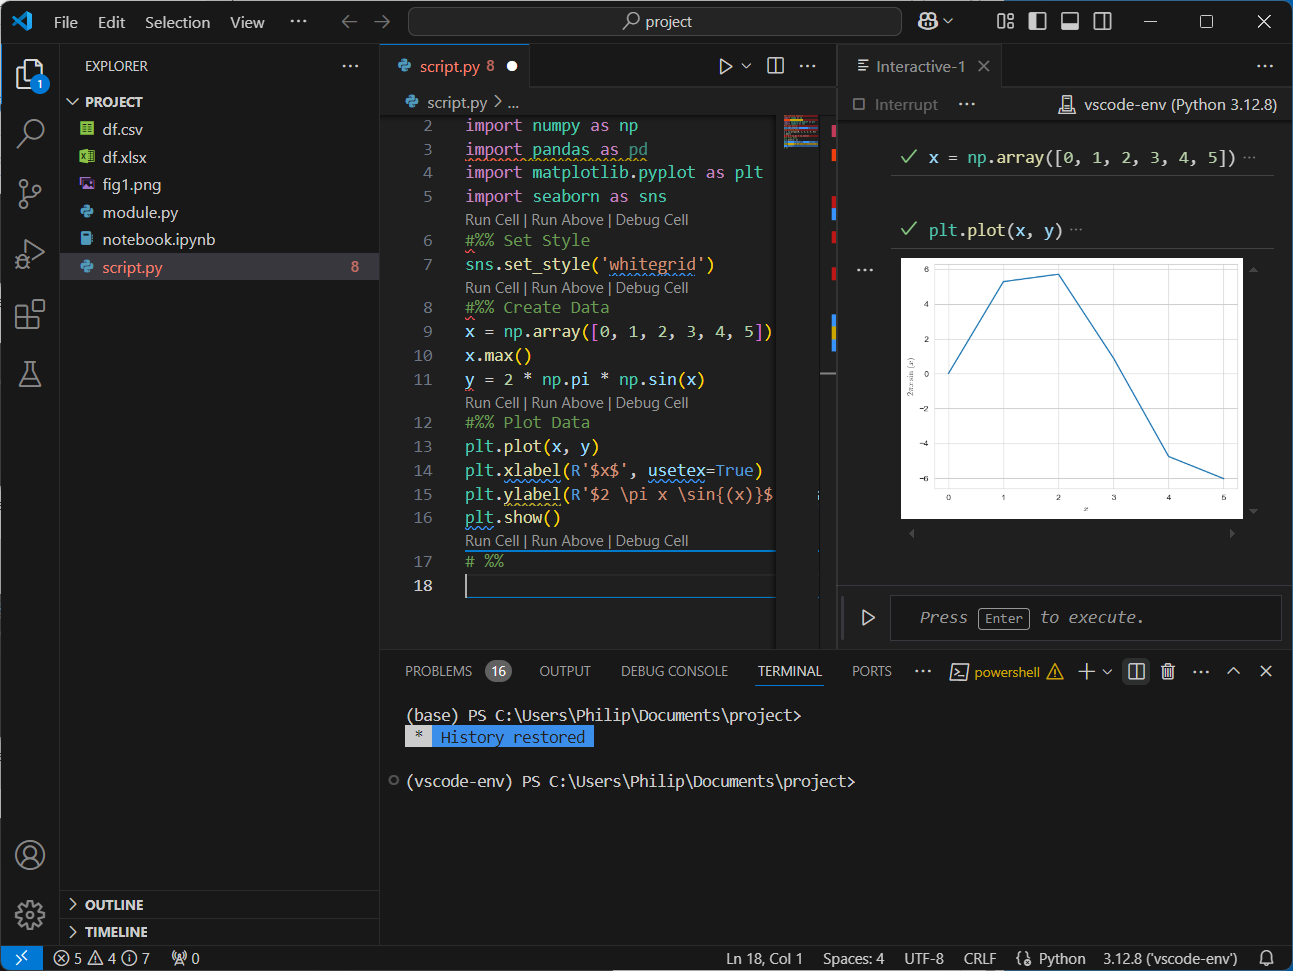 File Edit Selection View ··· project
EXPLORER ···
PROJECT
df.csv
df.xlsx
fig1.png
module.py
notebook.ipynb
script.py 8
OUTLINE
TIMELINE
1
script.py 8
script.py > ...
2 import numpy as np
3 import pandas as pd
4 import matplotlib.pyplot as plt
5 import seaborn as sns
Run Cell | Run Above | Debug Cell
6 #%% Set Style
7 sns.set_style('whitegrid')
Run Cell | Run Above | Debug Cell
8 #%% Create Data
9 x = np.array([0, 1, 2, 3, 4, 5])
10 x.max()
11 y = 2 * np.pi * np.sin(x)
Run Cell | Run Above | Debug Cell
12 #%% Plot Data
13 plt.plot(x, y)
14 plt.xlabel(R'$x$', usetex=True)
15 plt.ylabel(R'$2 \pi x \sin{(x)}$
16 plt.show()
Run Cell | Run Above | Debug Cell
17 # %%
18
Interactive-1
Interrupt ··· vscode-env (Python 3.12.8)
x = np.array([0, 1, 2, 3, 4, 5]) ···
plt.plot(x, y) ···
6
4
2
0
−2
−4
−6
2πx sin (x)
0 1 2 3 4 5
x
Press Enter to execute.
PROBLEMS 16 OUTPUT DEBUG CONSOLE TERMINAL PORTS ··· powershell
(base) PS C:\Users\Philip\Documents\project>
* History restored
(vscode-env) PS C:\Users\Philip\Documents\project>
5 4 7 0 Ln 18, Col 1 Spaces: 4 UTF-8 CRLF Python 3.12.8 ('vscode-env')